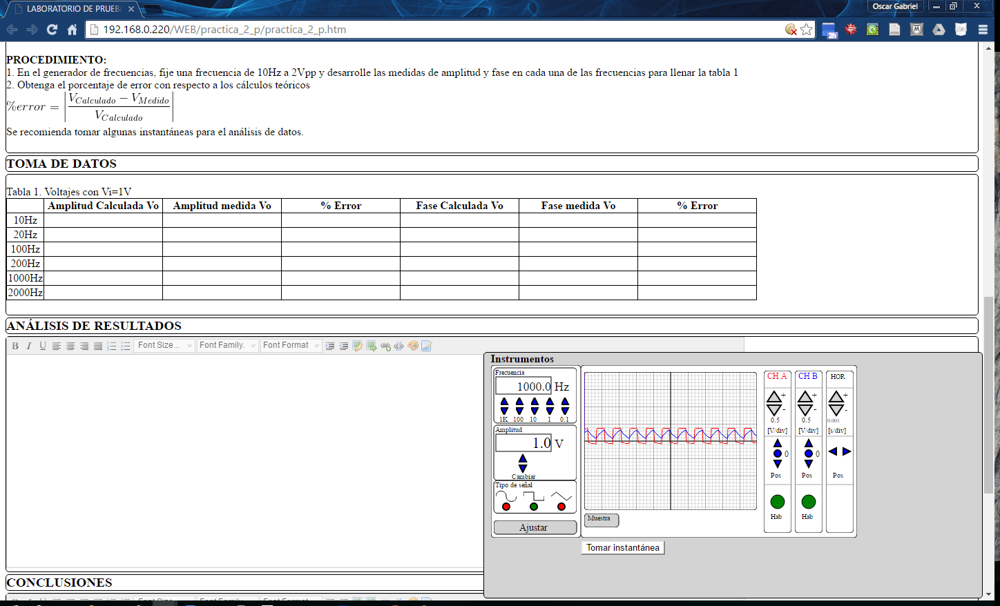 LABORATORIO DE PRUEBA
Oscar Gabriel
192.168.0.220/WEB/practica_2_p/practica_2_p.htm
2h
PROCEDIMIENTO:
1. En el generador de frecuencias, fije una frecuencia de 10Hz a 2Vpp y desarrolle las medidas de amplitud y fase en cada una de las frecuencias para llenar la tabla 1
2. Obtenga el porcentaje de error con respecto a los cálculos teóricos
%error = | (V_Calculado − V_Medido) / V_Calculado |
Se recomienda tomar algunas instantáneas para el análisis de datos.
TOMA DE DATOS
Tabla 1. Voltajes con Vi=1V
Amplitud Calculada Vo Amplitud medida Vo % Error Fase Calculada Vo Fase medida Vo % Error
10Hz
20Hz
100Hz
200Hz
1000Hz
2000Hz
ANÁLISIS DE RESULTADOS
B I U Font Size... Font Family. Font Format
Instrumentos
Frecuencia
1000.0 Hz
1K 100 10 1 0.1
Amplitud
1.0 V
Cambiar
Tipo de señal
Ajustar
Muestra
Tomar instantánea
CH A CH B HOR
+ + +
- - -
0.5 0.5 0.001
[V/div] [V/div] [s/div]
0 0
Pos Pos Pos
Hab Hab
CONCLUSIONES